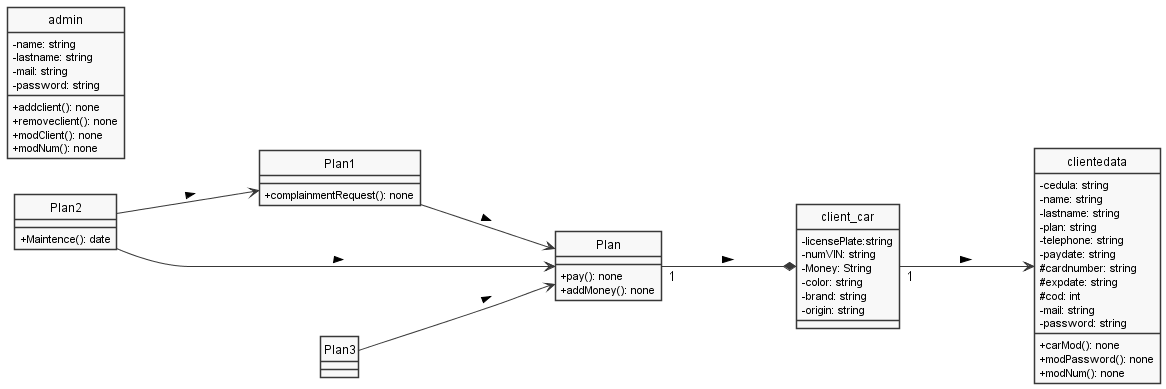 admin
-name: string
-lastname: string
-mail: string
-password: string
+addclient(): none
+removeclient(): none
+modClient(): none
+modNum(): none
Plan1
+complainmentRequest(): none
Plan2
+Maintence(): date
Plan
+pay(): none
+addMoney(): none
1
Plan3
client_car
-licensePlate:string
-numVIN: string
-Money: String
-color: string
-brand: string
-origin: string
1
clientedata
-cedula: string
-name: string
-lastname: string
-plan: string
-telephone: string
-paydate: string
#cardnumber: string
#expdate: string
#cod: int
-mail: string
-password: string
+carMod(): none
+modPassword(): none
+modNum(): none